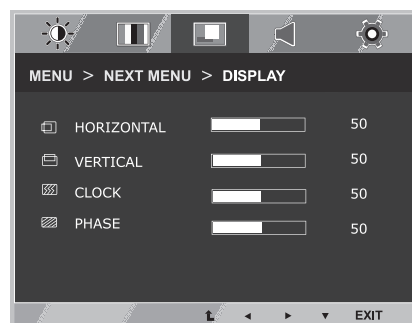 MENU > NEXT MENU > DISPLAY
HORIZONTAL 50
VERTICAL 50
CLOCK 50
PHASE 50
EXIT